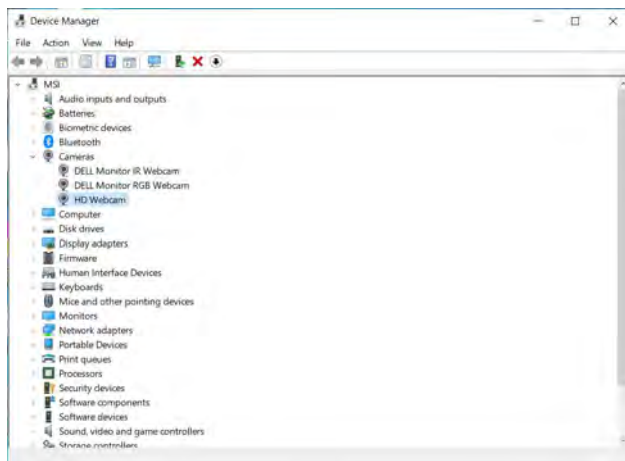 Device Manager
File Action View Help
MSI
Audio inputs and outputs
Batteries
Biometric devices
Bluetooth
Cameras
DELL Monitor IR Webcam
DELL Monitor RGB Webcam
HD Webcam
Computer
Disk drives
Display adapters
Firmware
Human Interface Devices
Keyboards
Mice and other pointing devices
Monitors
Network adapters
Portable Devices
Print queues
Processors
Security devices
Software components
Software devices
Sound, video and game controllers
Storage controllers